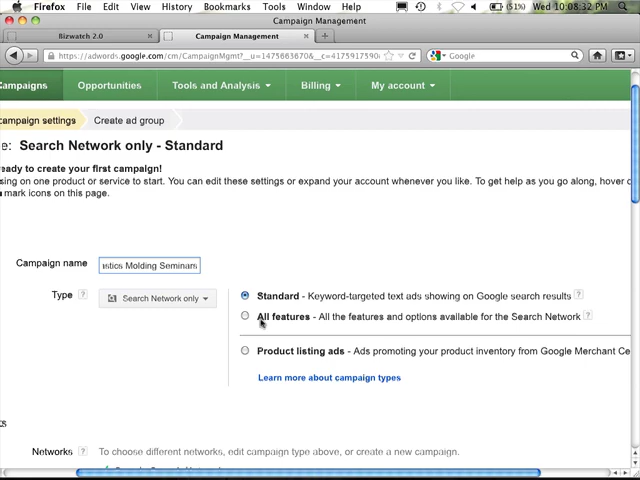 Firefox File Edit View History Bookmarks Tools Window Help (51%) Wed 10:08:32 PM
Campaign Management
Bizwatch 2.0 Campaign Management
https://adwords.google.com/cm/CampaignMgmt?__u=1475663670&__c=4175917590 Google
Campaigns Opportunities Tools and Analysis Billing My account
campaign settings Create ad group
e: Search Network only - Standard
ready to create your first campaign!
sing on one product or service to start. You can edit these settings or expand your account whenever you like. To get help as you go along, hover o
mark icons on this page.
Campaign name stics Molding Seminars
Type ? Search Network only Standard - Keyword-targeted text ads showing on Google search results ?
All features - All the features and options available for the Search Network ?
Product listing ads - Ads promoting your product inventory from Google Merchant Ce
Learn more about campaign types
ks
Networks ? To choose different networks, edit campaign type above, or create a new campaign.